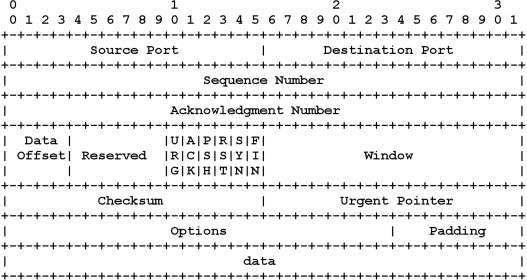 0                   1                   2                   3
 0 1 2 3 4 5 6 7 8 9 0 1 2 3 4 5 6 7 8 9 0 1 2 3 4 5 6 7 8 9 0 1
+-+-+-+-+-+-+-+-+-+-+-+-+-+-+-+-+-+-+-+-+-+-+-+-+-+-+-+-+-+-+-+-+
|          Source Port          |       Destination Port        |
+-+-+-+-+-+-+-+-+-+-+-+-+-+-+-+-+-+-+-+-+-+-+-+-+-+-+-+-+-+-+-+-+
|                        Sequence Number                        |
+-+-+-+-+-+-+-+-+-+-+-+-+-+-+-+-+-+-+-+-+-+-+-+-+-+-+-+-+-+-+-+-+
|                    Acknowledgment Number                      |
+-+-+-+-+-+-+-+-+-+-+-+-+-+-+-+-+-+-+-+-+-+-+-+-+-+-+-+-+-+-+-+-+
|  Data |           |U|A|P|R|S|F|                               |
| Offset| Reserved  |R|C|S|S|Y|I|            Window             |
|       |           |G|K|H|T|N|N|                               |
+-+-+-+-+-+-+-+-+-+-+-+-+-+-+-+-+-+-+-+-+-+-+-+-+-+-+-+-+-+-+-+-+
|           Checksum            |         Urgent Pointer        |
+-+-+-+-+-+-+-+-+-+-+-+-+-+-+-+-+-+-+-+-+-+-+-+-+-+-+-+-+-+-+-+-+
|                    Options                    |    Padding    |
+-+-+-+-+-+-+-+-+-+-+-+-+-+-+-+-+-+-+-+-+-+-+-+-+-+-+-+-+-+-+-+-+
|                             data                              |
+-+-+-+-+-+-+-+-+-+-+-+-+-+-+-+-+-+-+-+-+-+-+-+-+-+-+-+-+-+-+-+-+